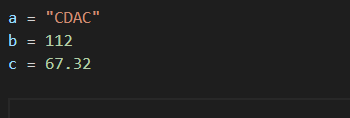 a = "CDAC"
b = 112
c = 67.32